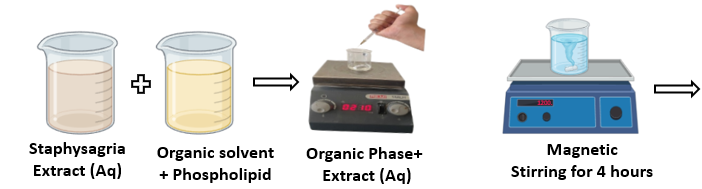 Staphysagria
Extract (Aq)
Organic solvent
+ Phospholipid
Organic Phase+
Extract (Aq)
Magnetic
Stirring for 4 hours